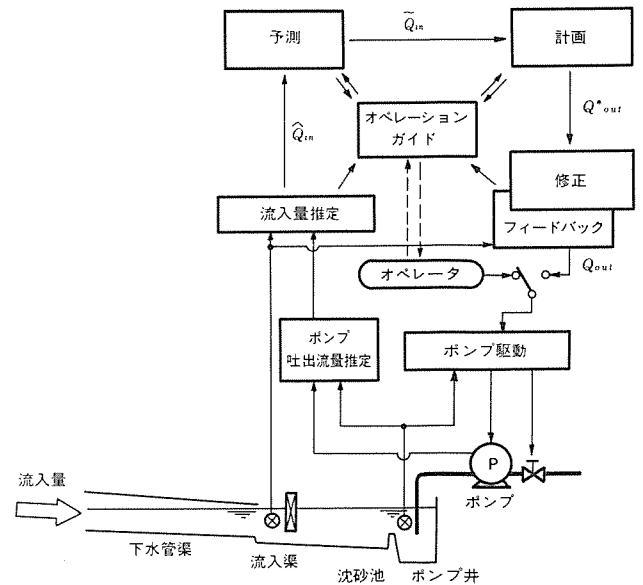 予測
Q̃in
計画
Q̂in
オペレーション
ガイド
Q*out
修正
流入量推定
フィードバック
オペレータ
Qout
ポンプ
吐出流量推定
ポンプ駆動
P
流入量
ポンプ
下水管渠
流入渠
沈砂池
ポンプ井